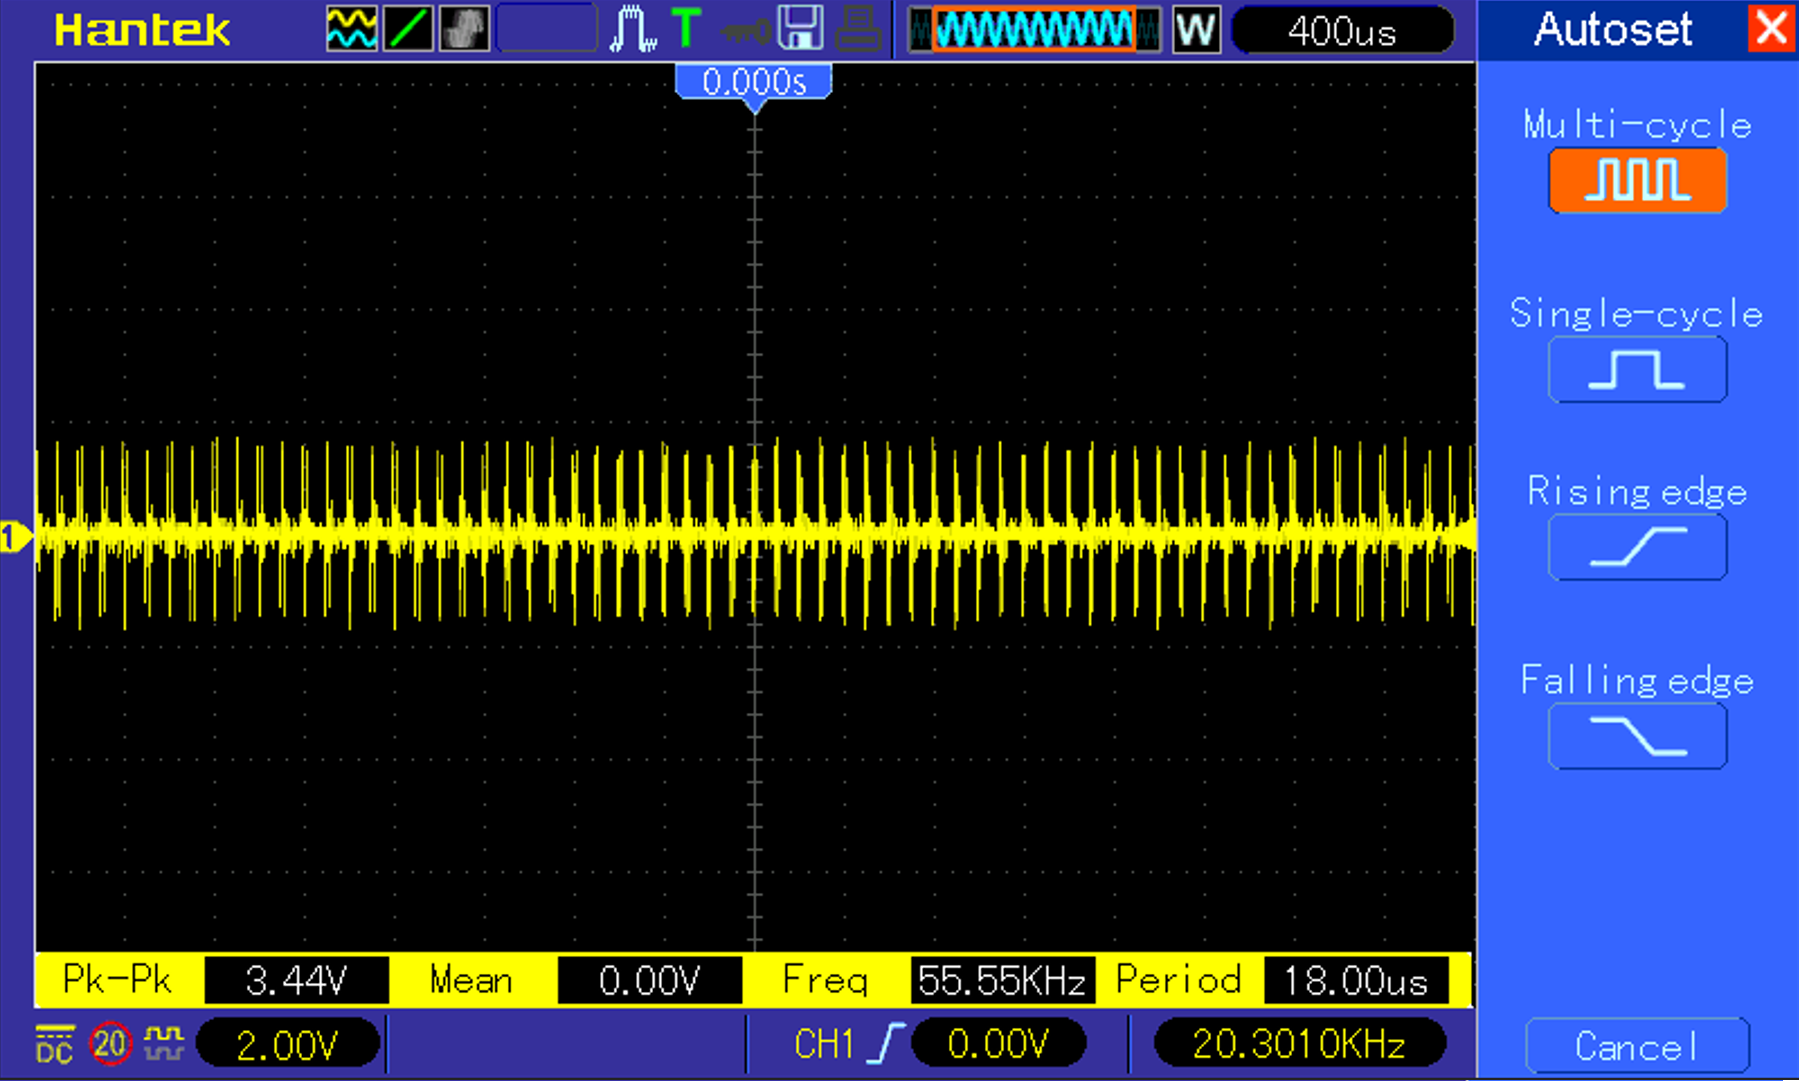 Hantek T W 400us Autoset
0.000s
Multi-cycle
Single-cycle
1
Rising edge
Falling edge
Pk-Pk 3.44V Mean 0.00V Freq 55.55KHz Period 18.00us
DC 20 2.00V CH1 0.00V 20.3010KHz Cancel